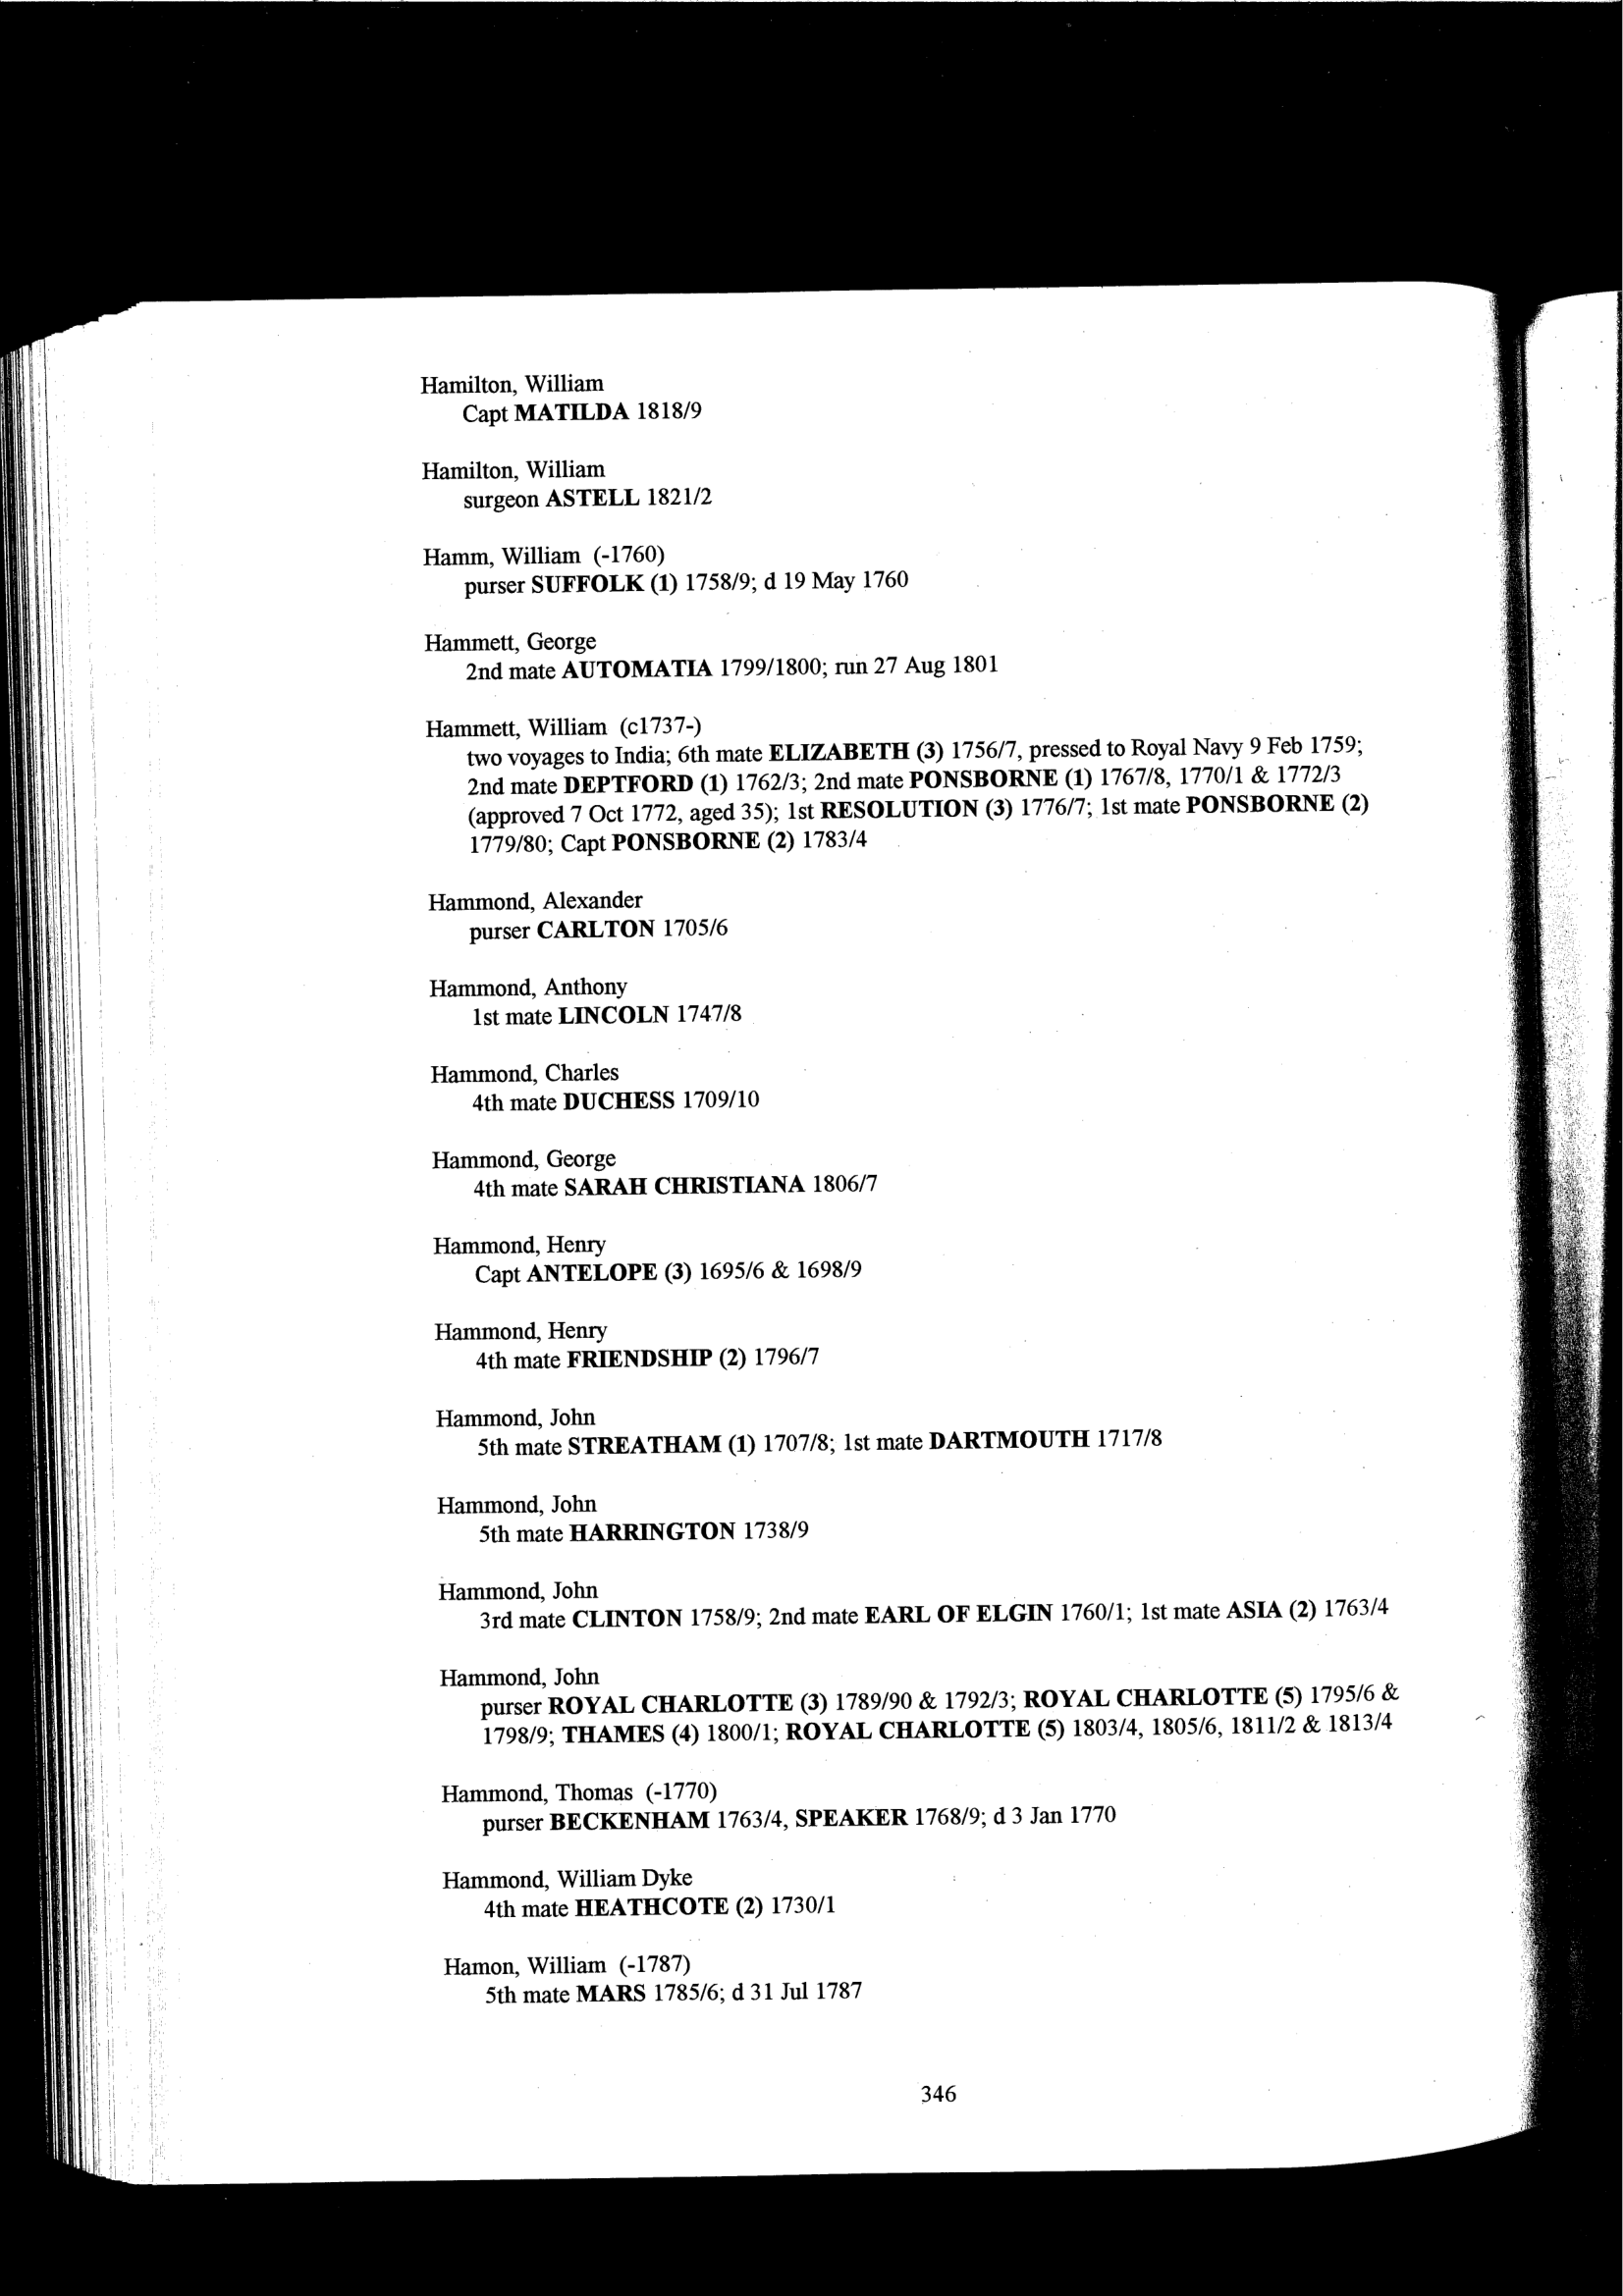 Hamilton, William
Capt MATILDA 1818/9
Hamilton, William
surgeon ASTELL 1821/2
Hamm, William (-1760)
purser SUFFOLK (1) 1758/9; d 19 May 1760
Hammett, George
2nd mate AUTOMATIA 1799/1800; run 27 Aug 1801
Hammett, William (c1737-)
two voyages to India; 6th mate ELIZABETH (3) 1756/7, pressed to Royal Navy 9 Feb 1759;
2nd mate DEPTFORD (1) 1762/3; 2nd mate PONSBORNE (1) 1767/8, 1770/1 & 1772/3
(approved 7 Oct 1772, aged 35); 1st RESOLUTION (3) 1776/7; 1st mate PONSBORNE (2)
1779/80; Capt PONSBORNE (2) 1783/4
Hammond, Alexander
purser CARLTON 1705/6
Hammond, Anthony
1st mate LINCOLN 1747/8
Hammond, Charles
4th mate DUCHESS 1709/10
Hammond, George
4th mate SARAH CHRISTIANA 1806/7
Hammond, Henry
Capt ANTELOPE (3) 1695/6 & 1698/9
Hammond, Henry
4th mate FRIENDSHIP (2) 1796/7
Hammond, John
5th mate STREATHAM (1) 1707/8; 1st mate DARTMOUTH 1717/8
Hammond, John
5th mate HARRINGTON 1738/9
Hammond, John
3rd mate CLINTON 1758/9; 2nd mate EARL OF ELGIN 1760/1; 1st mate ASIA (2) 1763/4
Hammond, John
purser ROYAL CHARLOTTE (3) 1789/90 & 1792/3; ROYAL CHARLOTTE (5) 1795/6 &
1798/9; THAMES (4) 1800/1; ROYAL CHARLOTTE (5) 1803/4, 1805/6, 1811/2 & 1813/4
Hammond, Thomas (-1770)
purser BECKENHAM 1763/4, SPEAKER 1768/9; d 3 Jan 1770
Hammond, William Dyke
4th mate HEATHCOTE (2) 1730/1
Hamon, William (-1787)
5th mate MARS 1785/6; d 31 Jul 1787
346